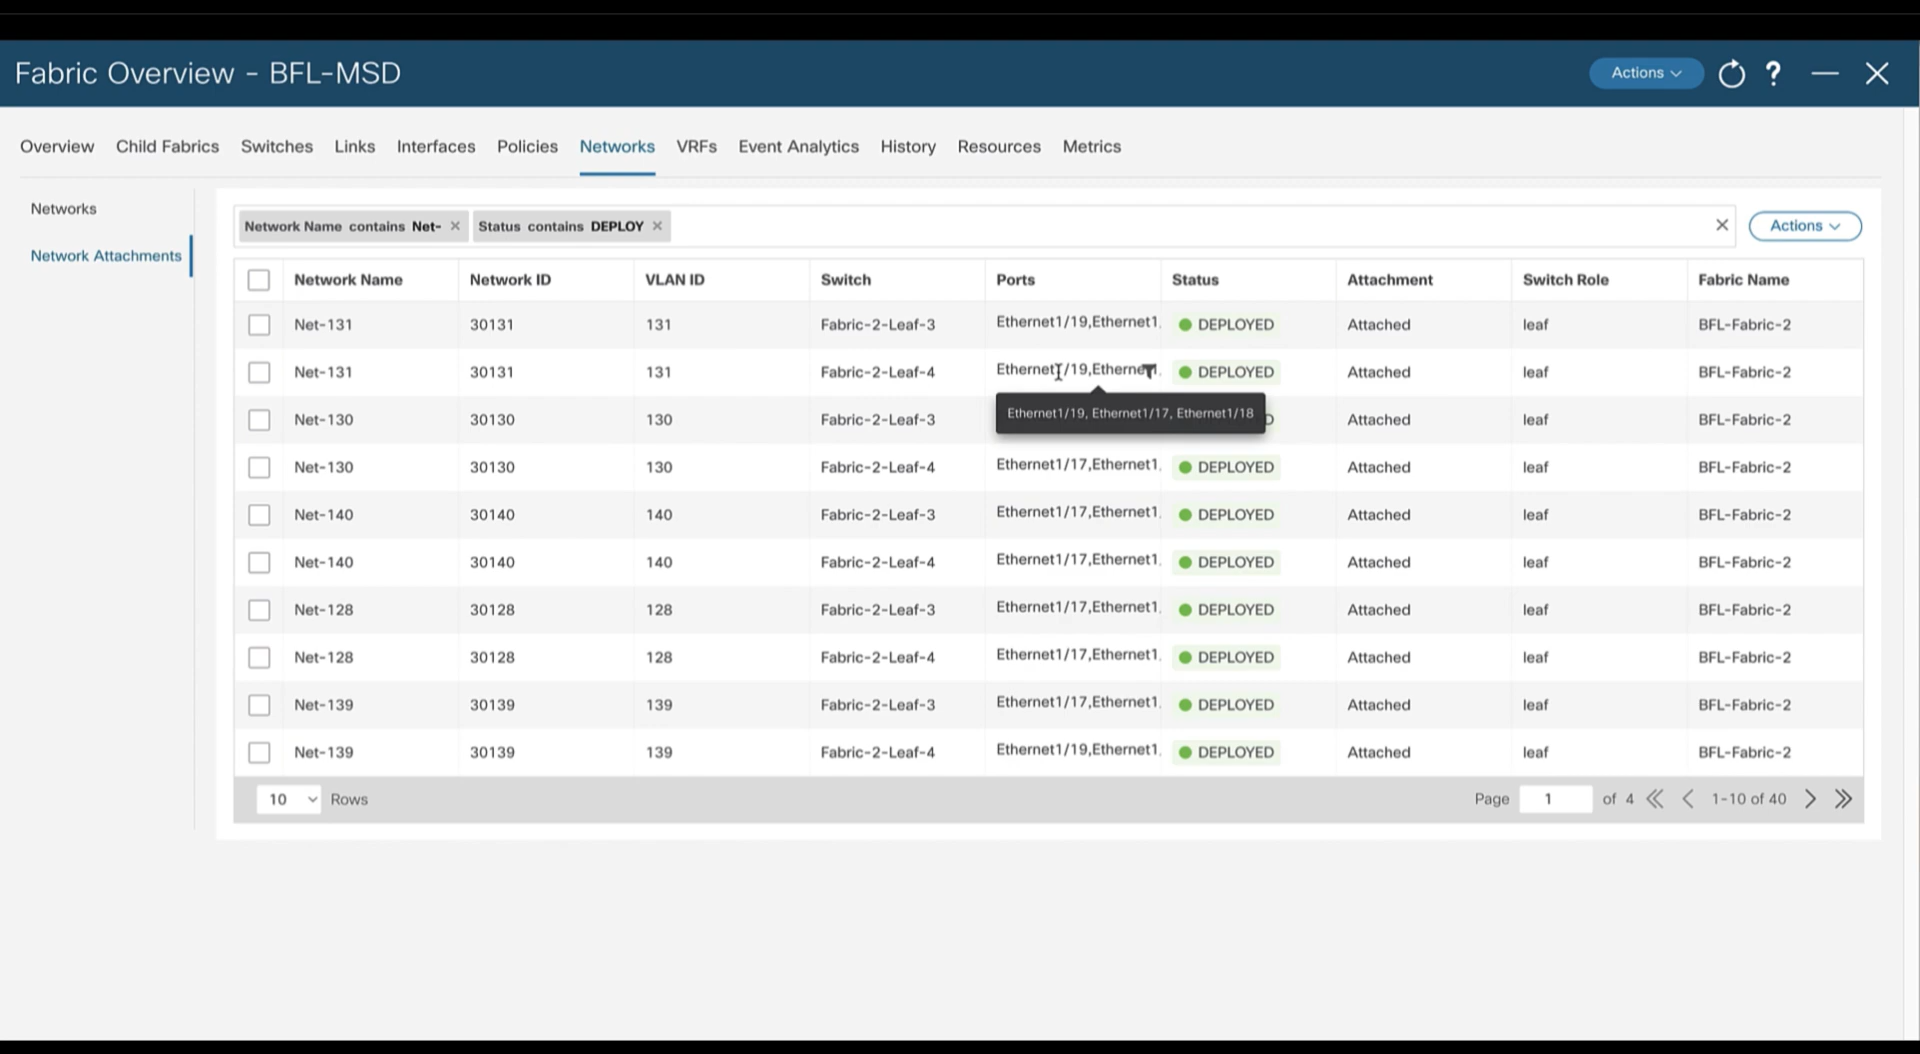 Fabric Overview - BFL-MSD
Actions
Overview Child Fabrics Switches Links Interfaces Policies Networks VRFs Event Analytics History Resources Metrics
Networks
Network Attachments
Network Name contains Net- × Status contains DEPLOY ×
Actions
Network Name Network ID VLAN ID Switch Ports Status Attachment Switch Role Fabric Name
Net-131 30131 131 Fabric-2-Leaf-3 Ethernet1/19,Ethernet1 DEPLOYED Attached leaf BFL-Fabric-2
Net-131 30131 131 Fabric-2-Leaf-4 Ethernet1/19,Ethernet1 DEPLOYED Attached leaf BFL-Fabric-2
Ethernet1/19, Ethernet1/17, Ethernet1/18
Net-130 30130 130 Fabric-2-Leaf-3 D Attached leaf BFL-Fabric-2
Net-130 30130 130 Fabric-2-Leaf-4 Ethernet1/17,Ethernet1 DEPLOYED Attached leaf BFL-Fabric-2
Net-140 30140 140 Fabric-2-Leaf-3 Ethernet1/17,Ethernet1 DEPLOYED Attached leaf BFL-Fabric-2
Net-140 30140 140 Fabric-2-Leaf-4 Ethernet1/17,Ethernet1 DEPLOYED Attached leaf BFL-Fabric-2
Net-128 30128 128 Fabric-2-Leaf-3 Ethernet1/17,Ethernet1 DEPLOYED Attached leaf BFL-Fabric-2
Net-128 30128 128 Fabric-2-Leaf-4 Ethernet1/17,Ethernet1 DEPLOYED Attached leaf BFL-Fabric-2
Net-139 30139 139 Fabric-2-Leaf-3 Ethernet1/17,Ethernet1 DEPLOYED Attached leaf BFL-Fabric-2
Net-139 30139 139 Fabric-2-Leaf-4 Ethernet1/19,Ethernet1 DEPLOYED Attached leaf BFL-Fabric-2
10 Rows Page 1 of 4 1-10 of 40